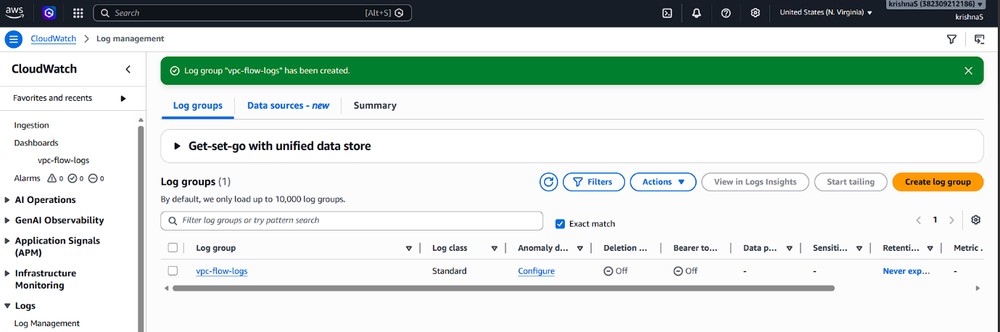 aws
Search [Alt+S]
United States (N. Virginia)
krishnaS (382309212186)
krishnaS
CloudWatch
Log management
CloudWatch
Favorites and recents
Ingestion
Dashboards
vpc-flow-logs
Alarms 0 0 0
AI Operations
GenAI Observability
Application Signals
(APM)
Infrastructure
Monitoring
Logs
Log Management
Log group "vpc-flow-logs" has been created.
Log groups Data sources - new Summary
Get-set-go with unified data store
Log groups (1)
Filters Actions View in Logs Insights Start tailing Create log group
By default, we only load up to 10,000 log groups.
Filter log groups or try pattern search
Exact match
1
Log group Log class Anomaly d... Deletion ... Bearer to... Data p... Sensiti... Retenti... Metric .
vpc-flow-logs Standard Configure Off Off - - Never exp... -